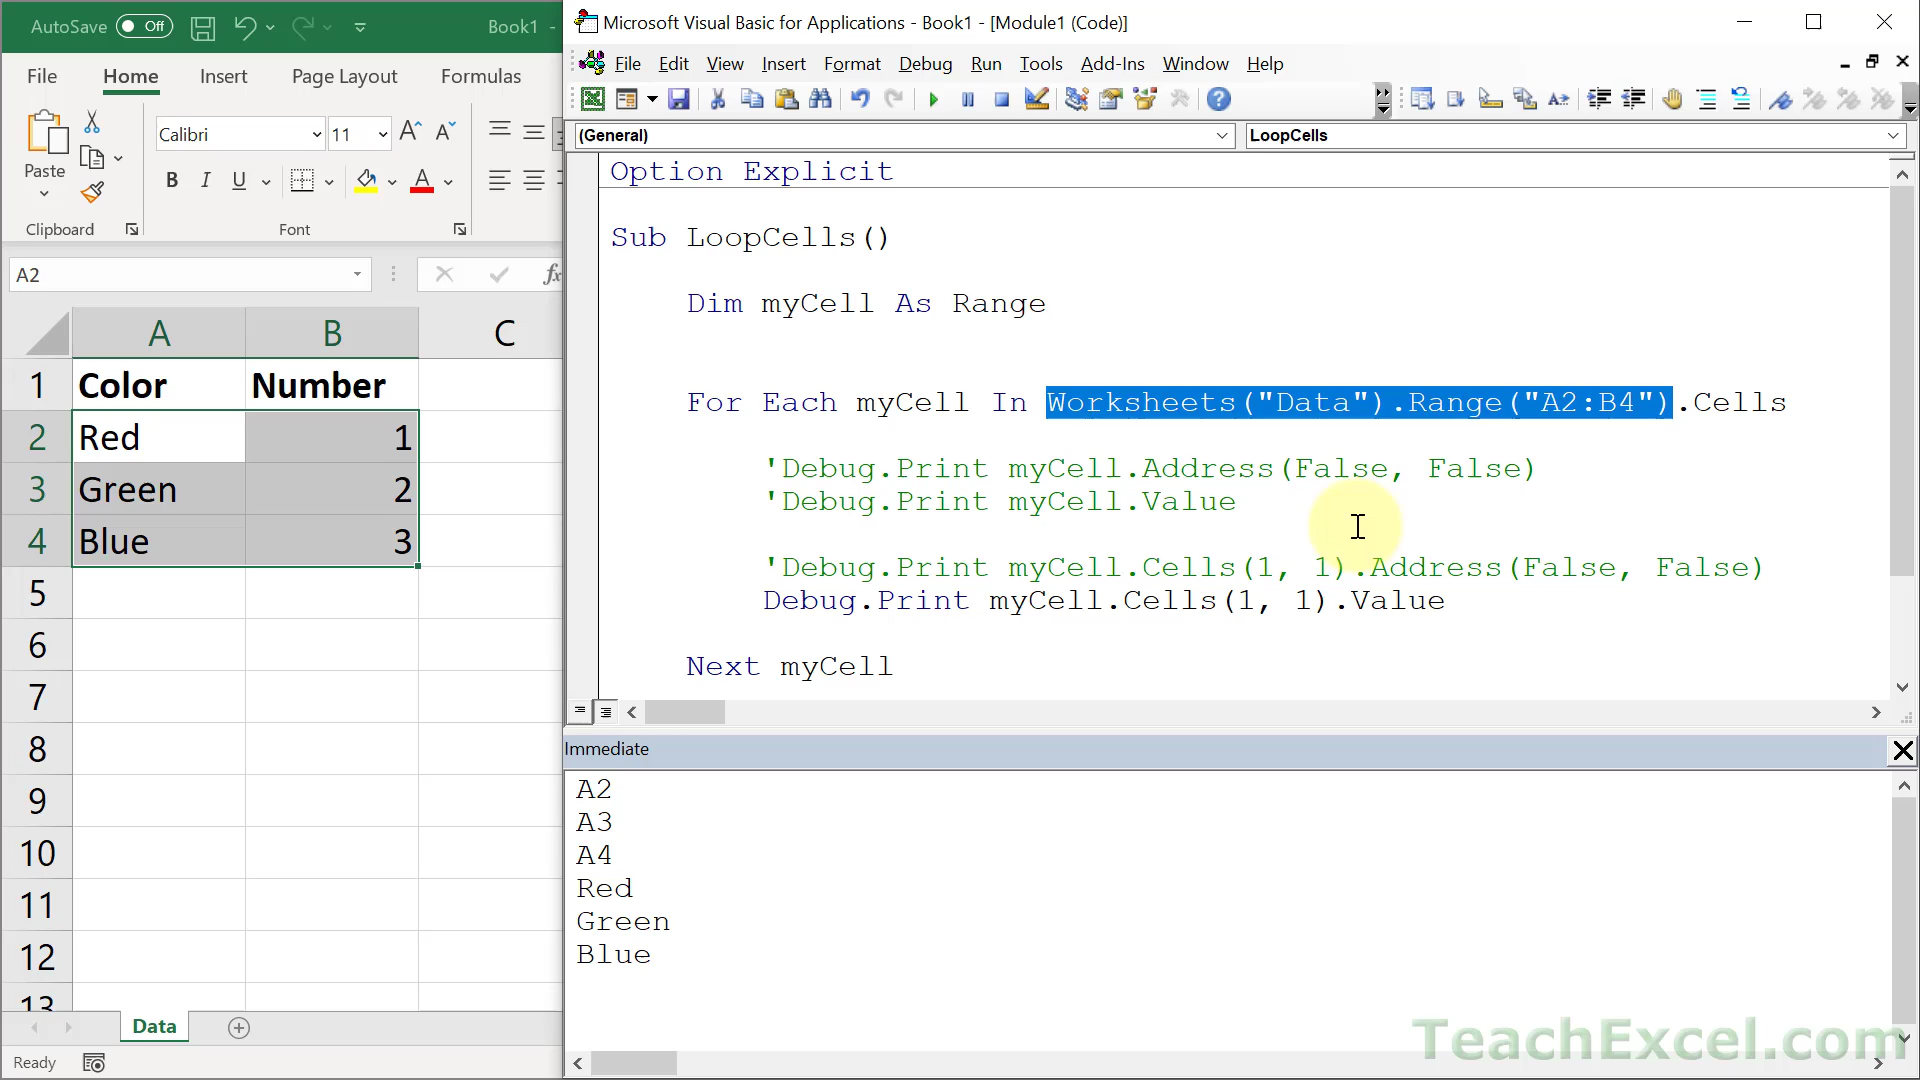 AutoSave Off Book1 -
File Home Insert Page Layout Formulas
Paste
Calibri 11
B I U
Clipboard Font
A2 fx
A B C
1 Color Number
2 Red 1
3 Green 2
4 Blue 3
5
6
7
8
9
10
11
12
13
Data
Ready
Microsoft Visual Basic for Applications - Book1 - [Module1 (Code)]
File Edit View Insert Format Debug Run Tools Add-Ins Window Help
(General) LoopCells
Option Explicit
Sub LoopCells()
Dim myCell As Range
For Each myCell In Worksheets("Data").Range("A2:B4").Cells
'Debug.Print myCell.Address(False, False)
'Debug.Print myCell.Value
'Debug.Print myCell.Cells(1, 1).Address(False, False)
Debug.Print myCell.Cells(1, 1).Value
Next myCell
Immediate
A2
A3
A4
Red
Green
Blue
TeachExcel.com